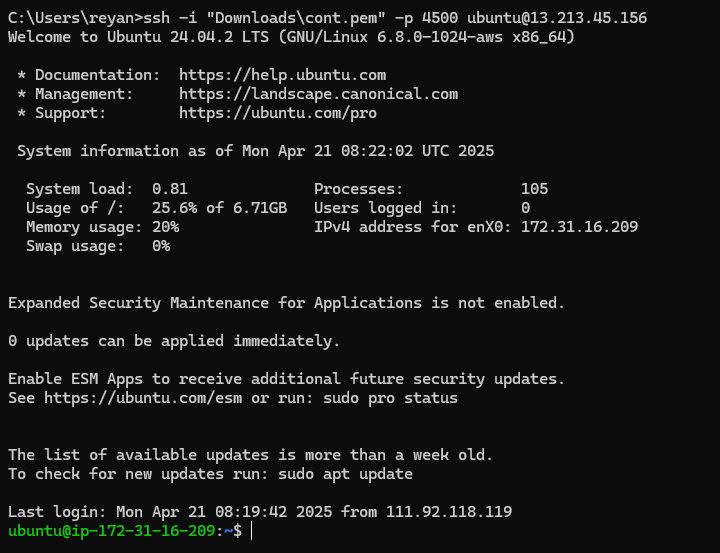 C:\Users\reyan>ssh -i "Downloads\cont.pem" -p 4500 ubuntu@13.213.45.156
Welcome to Ubuntu 24.04.2 LTS (GNU/Linux 6.8.0-1024-aws x86_64)
* Documentation: https://help.ubuntu.com
* Management: https://landscape.canonical.com
* Support: https://ubuntu.com/pro
System information as of Mon Apr 21 08:22:02 UTC 2025
System load: 0.81 Processes: 105
Usage of /: 25.6% of 6.71GB Users logged in: 0
Memory usage: 20% IPv4 address for enX0: 172.31.16.209
Swap usage: 0%
Expanded Security Maintenance for Applications is not enabled.
0 updates can be applied immediately.
Enable ESM Apps to receive additional future security updates.
See https://ubuntu.com/esm or run: sudo pro status
The list of available updates is more than a week old.
To check for new updates run: sudo apt update
Last login: Mon Apr 21 08:19:42 2025 from 111.92.118.119
ubuntu@ip-172-31-16-209:~$